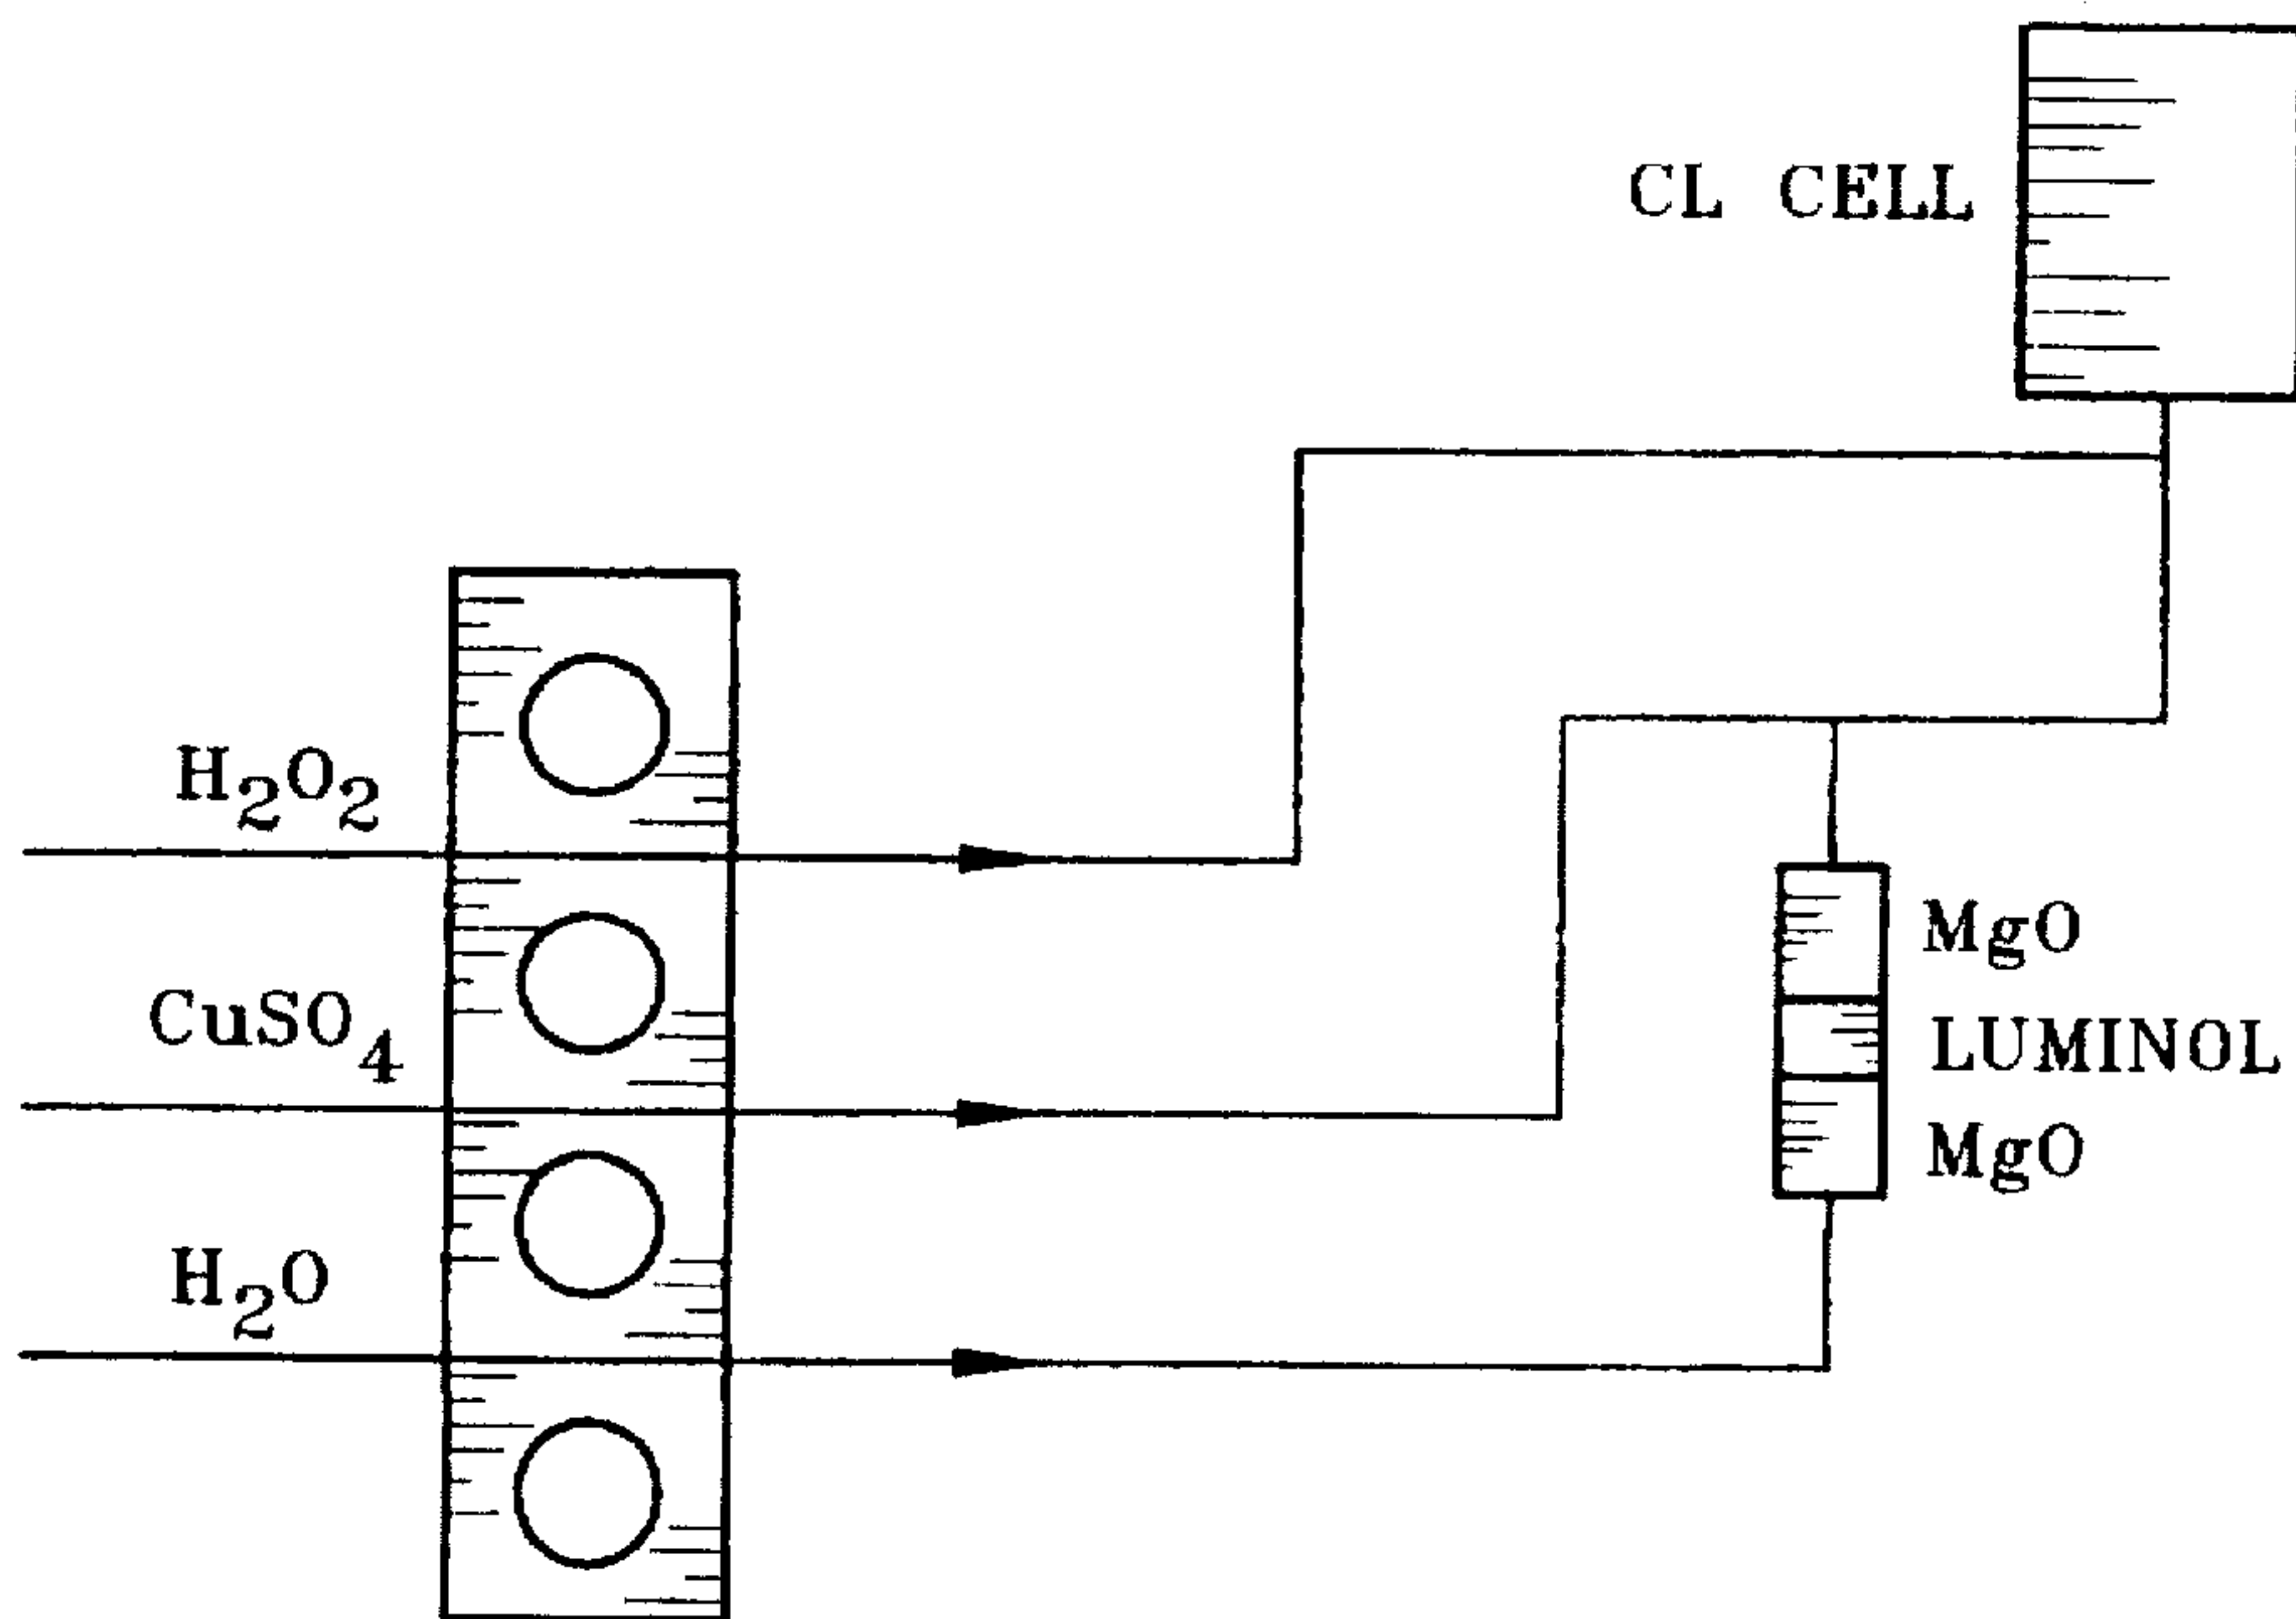 CL CELL
H₂O₂
MgO
CuSO₄
LUMINOL
MgO
H₂O